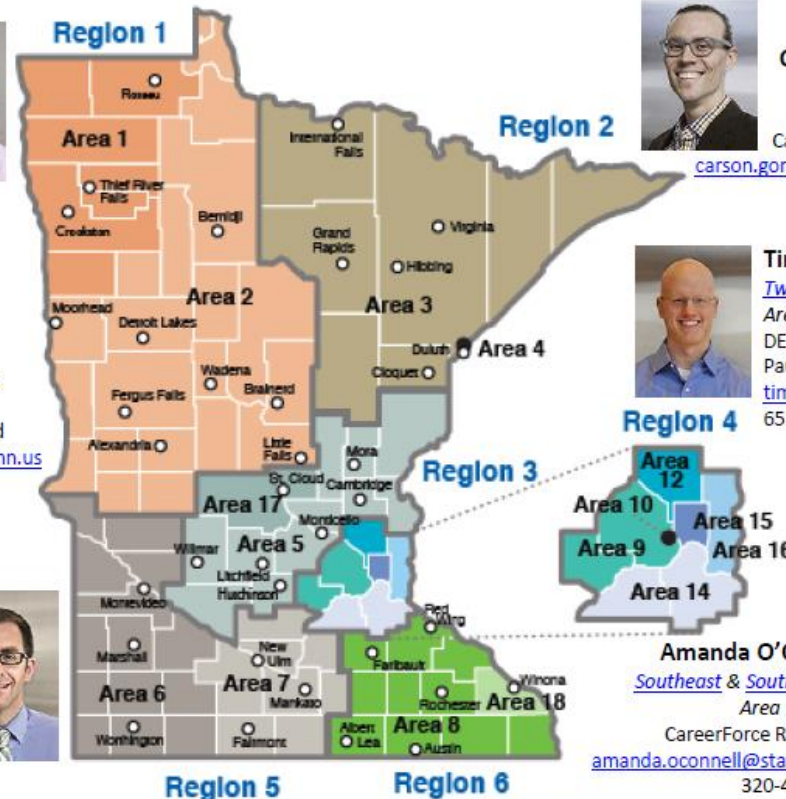 Region 1
Roseau
Area 1
Thief River
Falls
Crookston
Bemidji
Area 2
Moorhead
Detroit Lakes
Wadena
Brainerd
Fergus Falls
Alexandria
Little
Falls
Region 2
International
Falls
Virginia
Grand
Rapids
Hibbing
Area 3
Duluth
Area 4
Cloquet
Region 3
Mora
St. Cloud
Cambridge
Area 17
Monticello
Willmar
Area 5
Litchfield
Hutchinson
Region 4
Area
12
Area 10
Area 15
Area 9
Area 16
Area 14
Montevideo
Marshall
Area 6
Worthington
New
Ulm
Area 7
Mankato
Fairmont
Region 5
Red
Wing
Faribault
Winona
Rochester
Area 18
Albert
Lea
Area 8
Austin
Region 6
C
Ca
carson.gor
Tim
Tw
Are
DE
Pau
tim
65
d
nn.us
Amanda O'C
Southeast & South
Area
CareerForce R
amanda.oconnell@sta
320-4